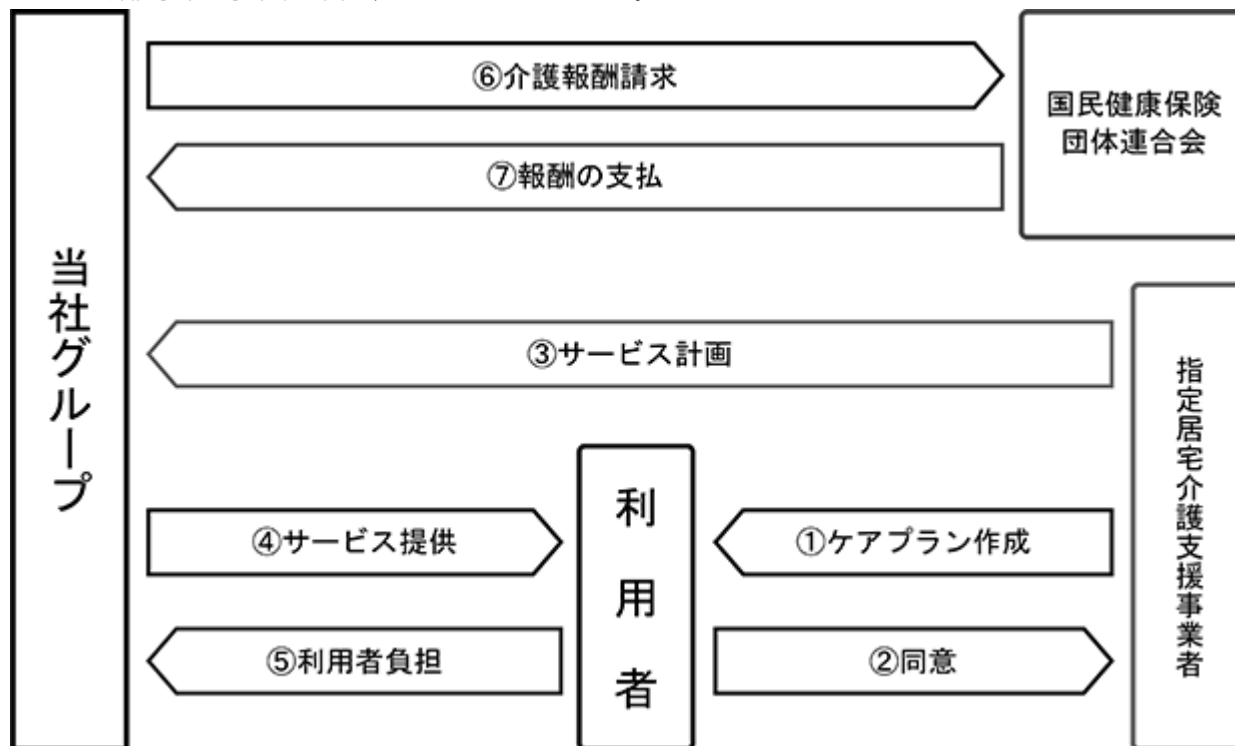 ⑥介護報酬請求
国民健康保険
団体連合会
⑦報酬の支払
当社グループ
③サービス計画
指定居宅介護支援事業者
利用者
④サービス提供
①ケアプラン作成
⑤利用者負担
②同意